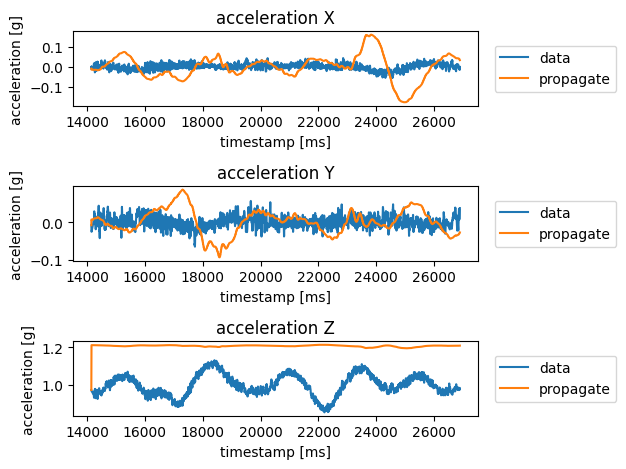 acceleration X
acceleration [g]
0.1
0.0
−0.1
14000 16000 18000 20000 22000 24000 26000
timestamp [ms]
data
propagate
acceleration Y
acceleration [g]
0.0
−0.1
14000 16000 18000 20000 22000 24000 26000
timestamp [ms]
data
propagate
acceleration Z
acceleration [g]
1.2
1.0
14000 16000 18000 20000 22000 24000 26000
timestamp [ms]
data
propagate